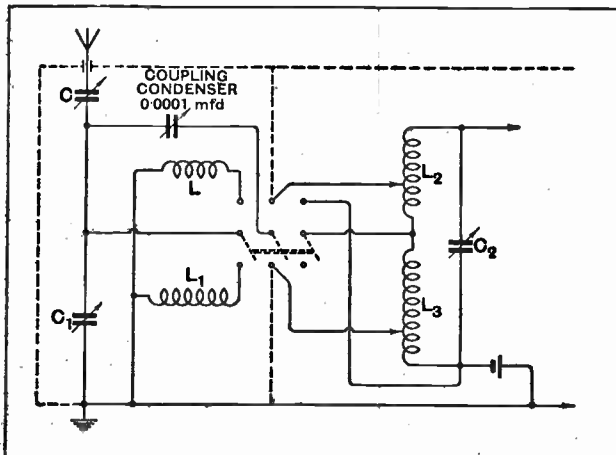 COUPLING
CONDENSER
0·0001 mfd
C
L
L2
L1
C1
C2
L3